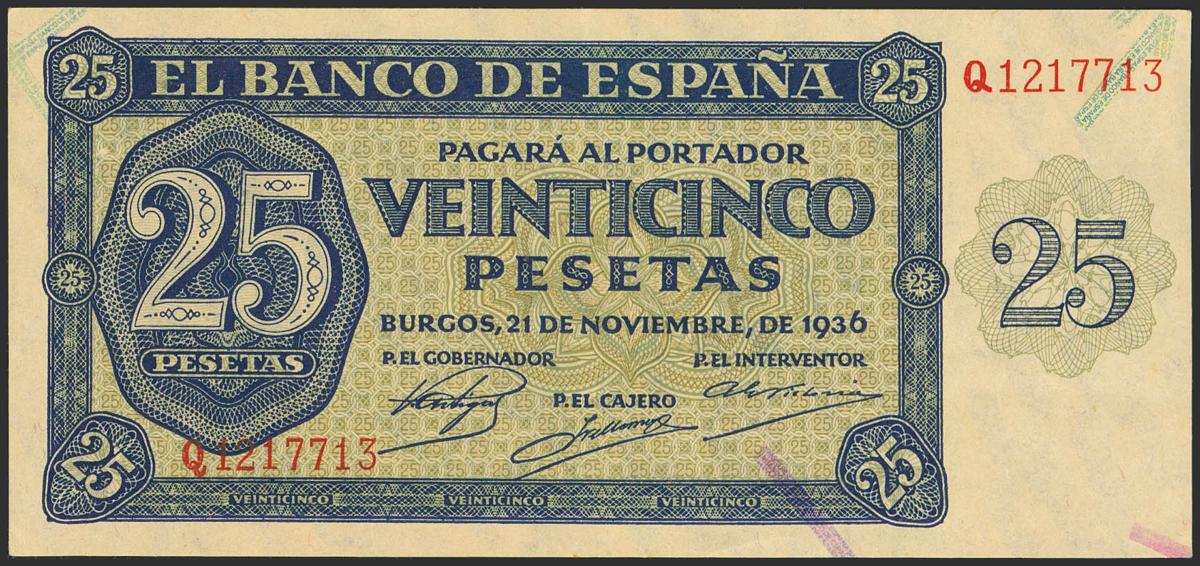 25 EL BANCO DE ESPAÑA 25
Q1217713
PAGARÁ AL PORTADOR
VEINTICINCO
PESETAS
25
PESETAS
25
25
25
BURGOS, 21 DE NOVIEMBRE, DE 1936
P. EL GOBERNADOR
P. EL INTERVENTOR
P. EL CAJERO
Q1217713
25
25
VEINTICINCO VEINTICINCO VEINTICINCO